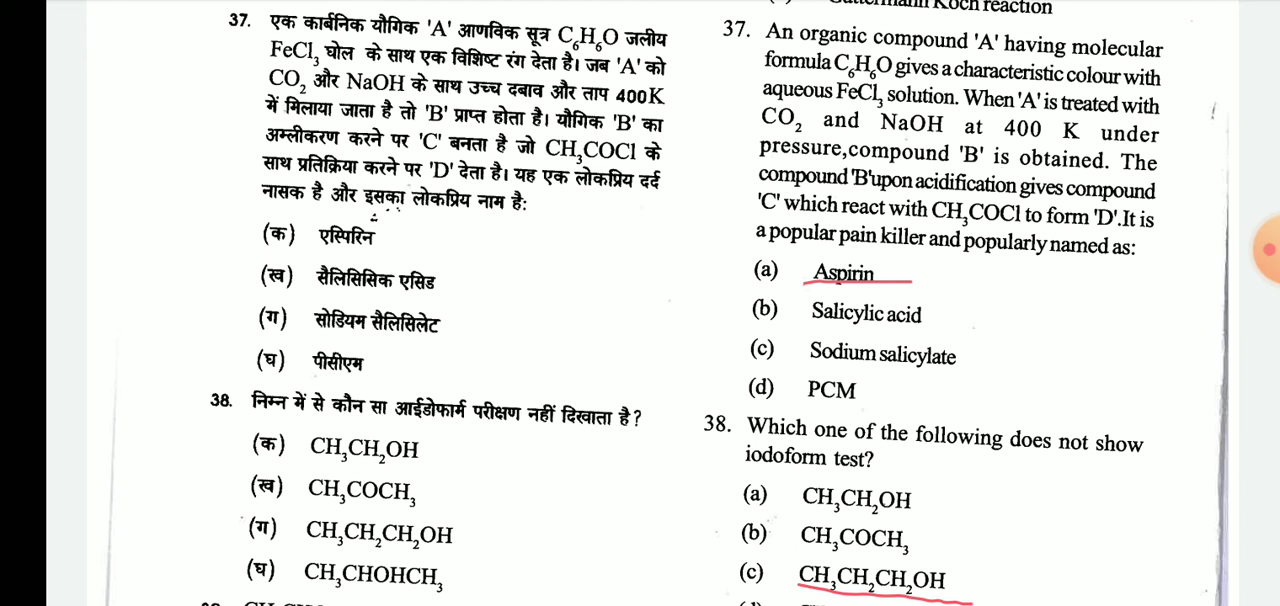 37. एक कार्बनिक यौगिक 'A' आणविक सूत्र C₆H₆O जलीय
FeCl₃ घोल के साथ एक विशिष्ट रंग देता है। जब 'A' को
CO₂ और NaOH के साथ उच्च दबाव और ताप 400K
में मिलाया जाता है तो 'B' प्राप्त होता है। यौगिक 'B' का
अम्लीकरण करने पर 'C' बनता है जो CH₃COCl के
साथ प्रतिक्रिया करने पर 'D' देता है। यह एक लोकप्रिय दर्द
नासक है और इसका लोकप्रिय नाम है:
(क) एस्पिरिन
(ख) सैलिसिसिक एसिड
(ग) सोडियम सैलिसिलेट
(घ) पीसीएम
38. निम्न में से कौन सा आईडोफार्म परीक्षण नहीं दिखाता है?
(क) CH₃CH₂OH
(ख) CH₃COCH₃
(ग) CH₃CH₂CH₂OH
(घ) CH₃CHOHCH₃
Koch reaction
37. An organic compound 'A' having molecular
formula C₆H₆O gives a characteristic colour with
aqueous FeCl₃ solution. When 'A' is treated with
CO₂ and NaOH at 400 K under
pressure,compound 'B' is obtained. The
compound 'B'upon acidification gives compound
'C' which react with CH₃COCl to form 'D'.It is
a popular pain killer and popularly named as:
(a) Aspirin
(b) Salicylic acid
(c) Sodium salicylate
(d) PCM
38. Which one of the following does not show
iodoform test?
(a) CH₃CH₂OH
(b) CH₃COCH₃
(c) CH₃CH₂CH₂OH